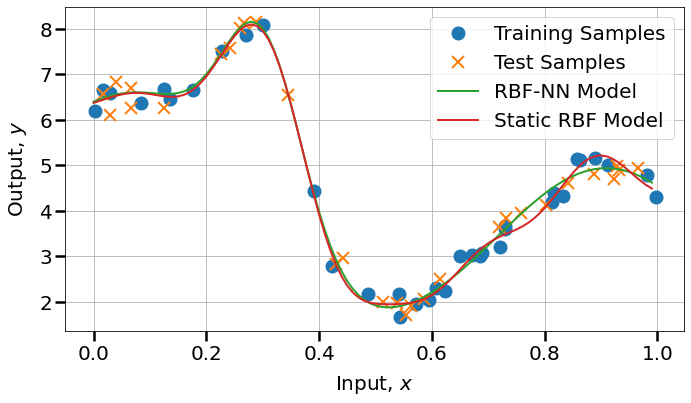 8
7
6
5
4
3
2
Output, y
Training Samples
Test Samples
RBF-NN Model
Static RBF Model
0.0 0.2 0.4 0.6 0.8 1.0
Input, x